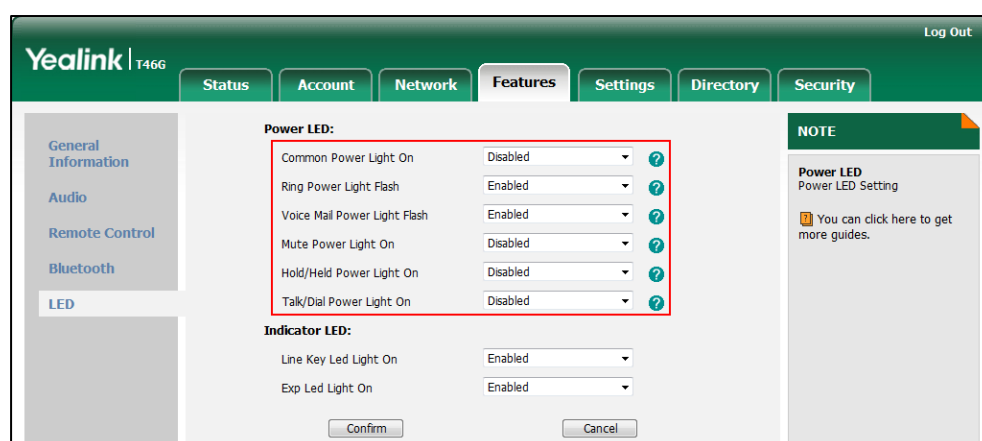 Log Out
Yealink | T46G
Status Account Network Features Settings Directory Security
General
Information
Audio
Remote Control
Bluetooth
LED
Power LED:
Common Power Light On Disabled ?
Ring Power Light Flash Enabled ?
Voice Mail Power Light Flash Enabled ?
Mute Power Light On Disabled ?
Hold/Held Power Light On Disabled ?
Talk/Dial Power Light On Disabled ?
Indicator LED:
Line Key Led Light On Enabled
Exp Led Light On Enabled
Confirm Cancel
NOTE
Power LED
Power LED Setting
? You can click here to get
more guides.